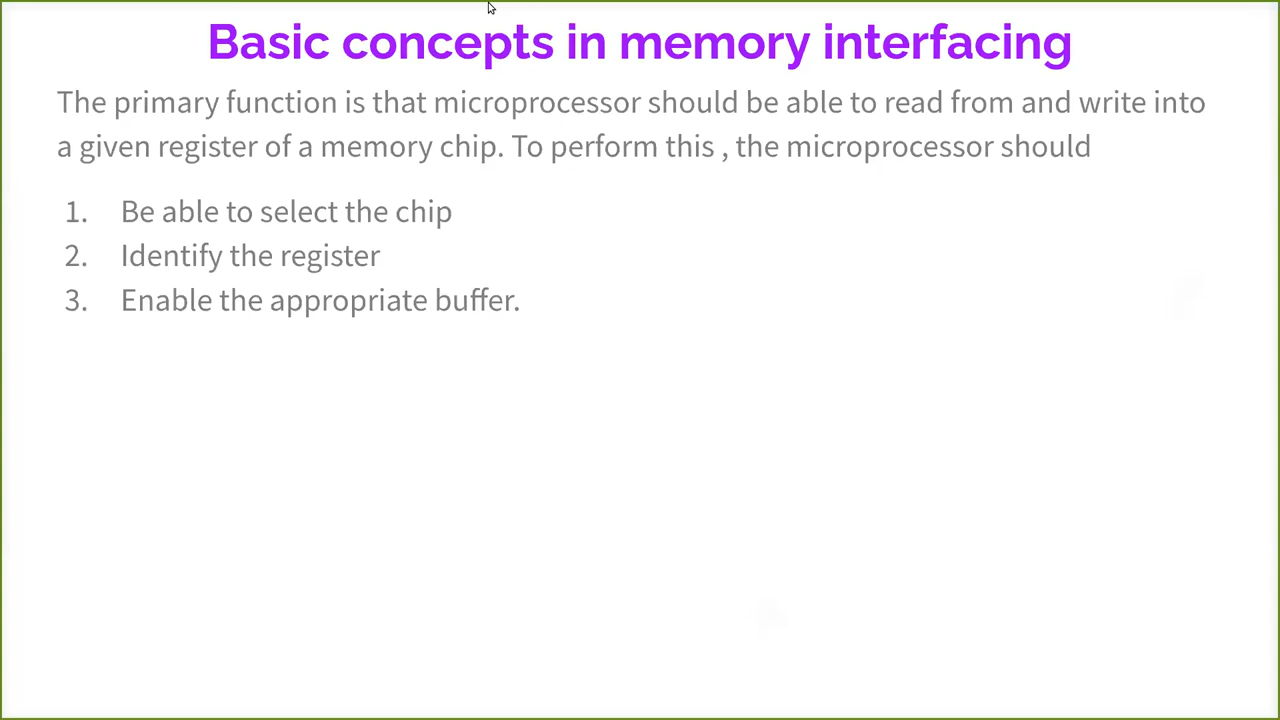 Basic concepts in memory interfacing
The primary function is that microprocessor should be able to read from and write into
a given register of a memory chip. To perform this , the microprocessor should
1. Be able to select the chip
2. Identify the register
3. Enable the appropriate buffer.